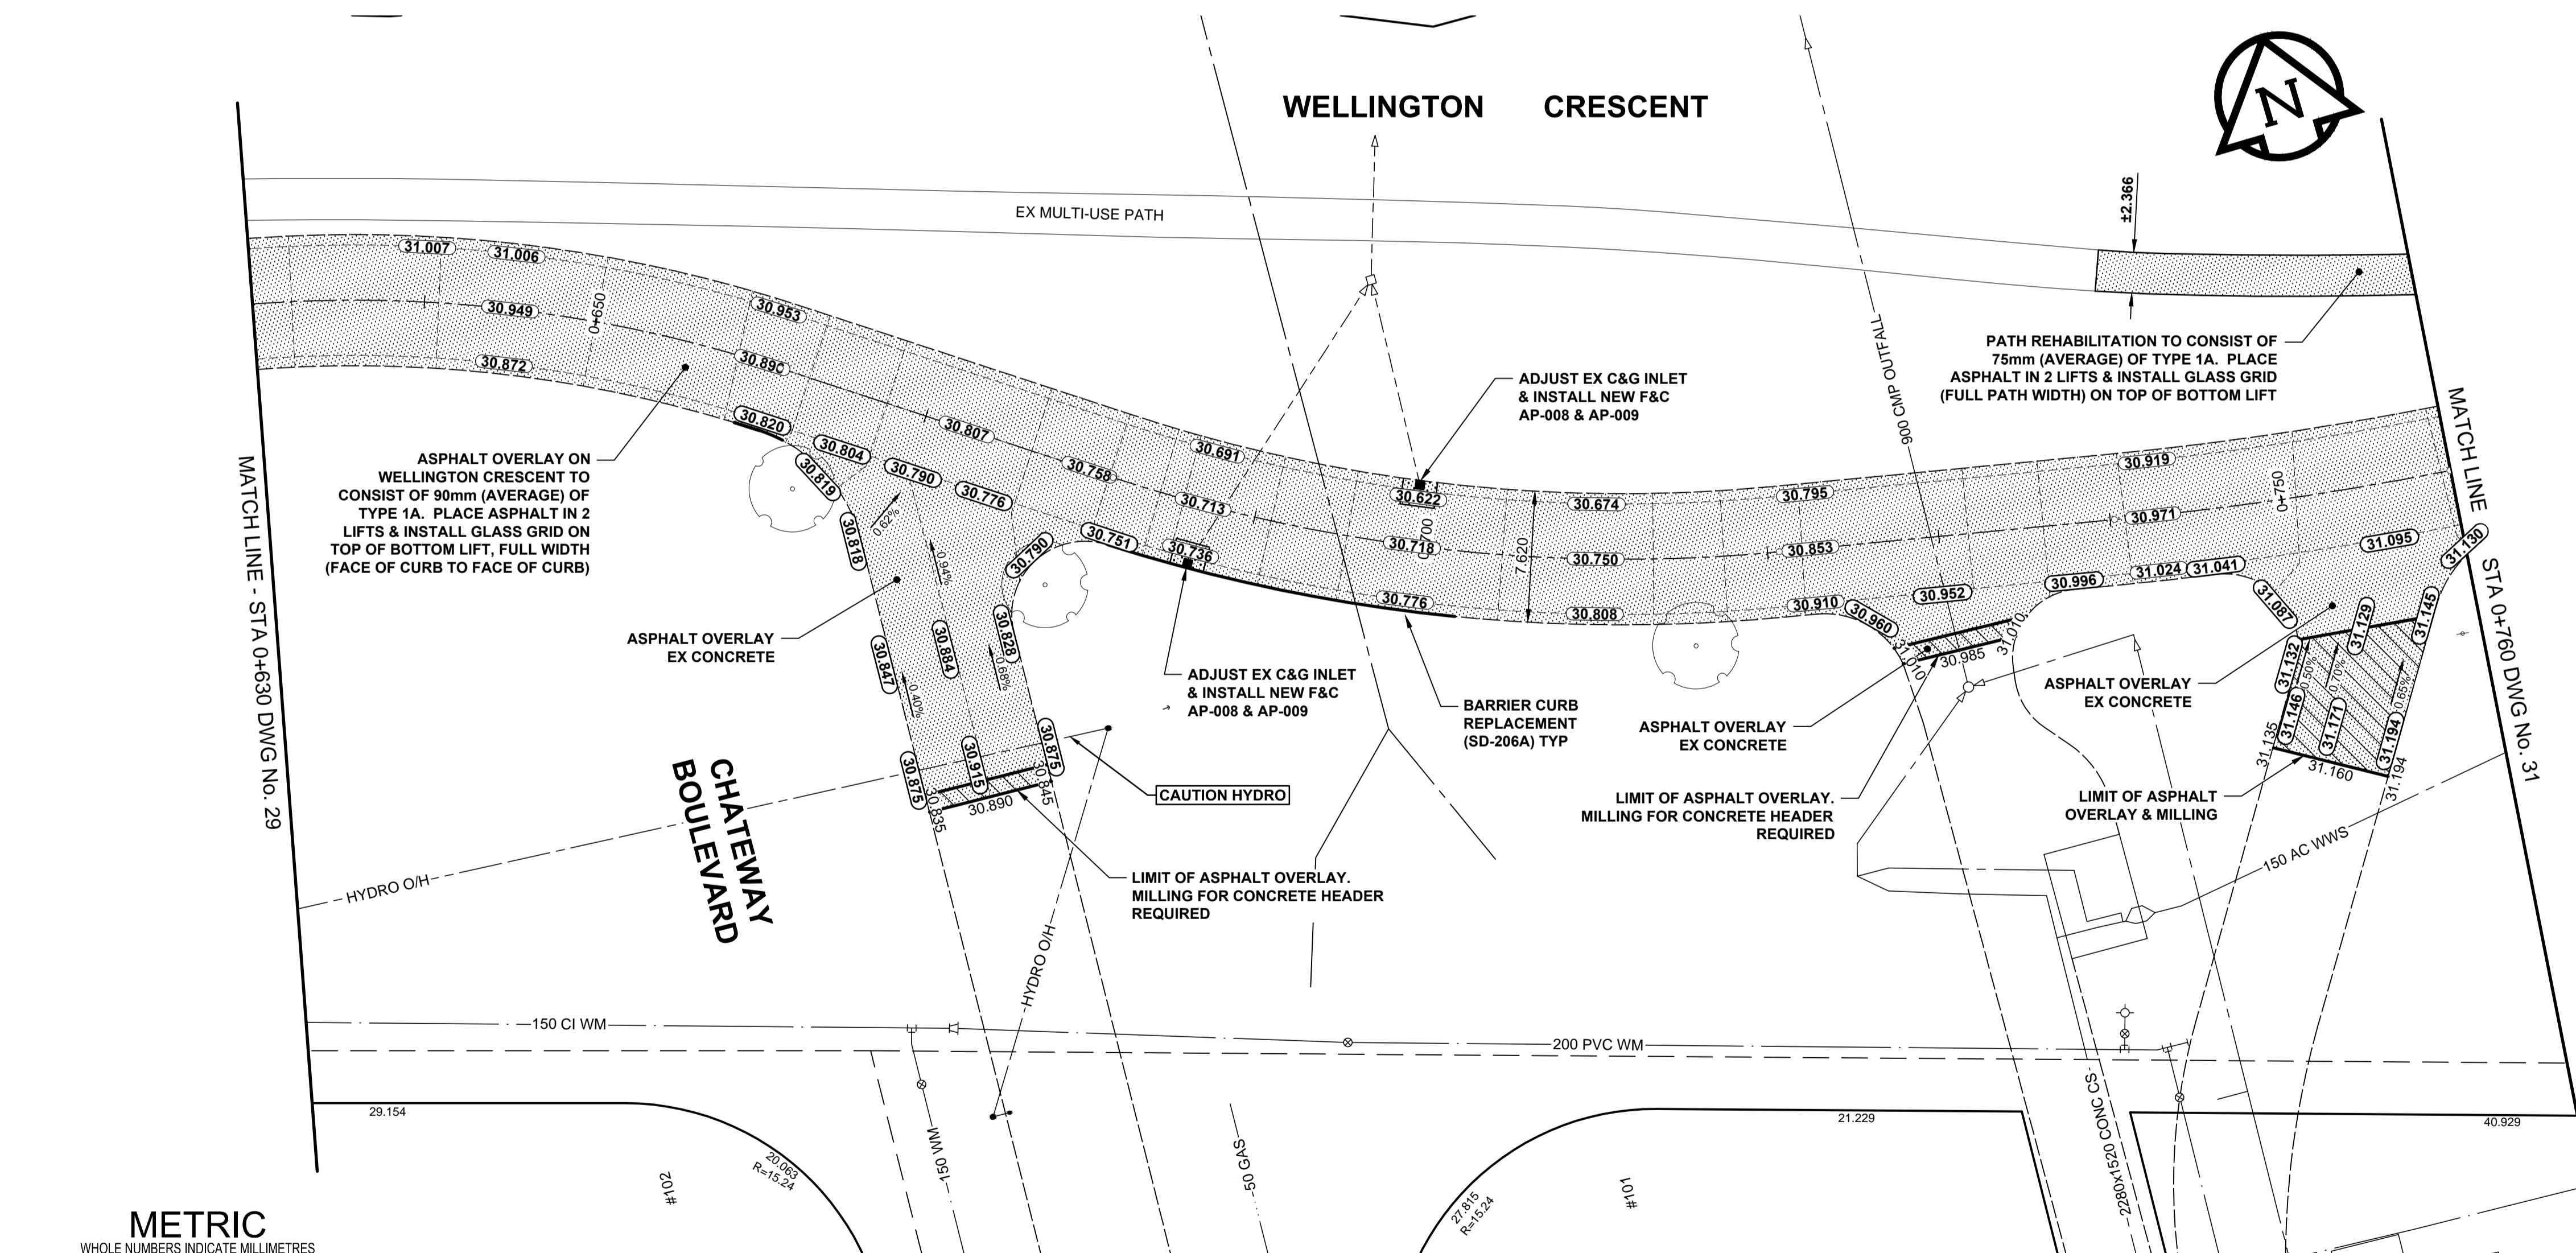 WELLINGTON CRESCENT
N
EX MULTI-USE PATH
±2.366
31.007
31.006
30.949
0+650
30.872
30.953
30.890
30.820
30.804
30.819
30.790
30.776
30.807
30.758
30.691
30.713
30.751
30.736
30.622
0+700
30.718
30.776
7.620
30.674
30.750
30.808
30.795
30.853
30.910
30.919
30.971
0+750
31.095
31.130
30.960
30.952
30.996
31.024
31.041
31.087
31.010
30.985
31.010
31.132
31.129
31.145
0.50%
0.70%
0.65%
31.146
31.171
31.194
31.135
31.160
31.194
30.818
0.62%
0.94%
30.790
30.847
30.884
30.828
0.40%
0.68%
30.875
30.915
30.875
30.835
30.890
30.845
900 CMP OUTFALL
PATH REHABILITATION TO CONSIST OF
75mm (AVERAGE) OF TYPE 1A. PLACE
ASPHALT IN 2 LIFTS & INSTALL GLASS GRID
(FULL PATH WIDTH) ON TOP OF BOTTOM LIFT
ADJUST EX C&G INLET
& INSTALL NEW F&C
AP-008 & AP-009
ASPHALT OVERLAY ON
WELLINGTON CRESCENT TO
CONSIST OF 90mm (AVERAGE) OF
TYPE 1A. PLACE ASPHALT IN 2
LIFTS & INSTALL GLASS GRID ON
TOP OF BOTTOM LIFT, FULL WIDTH
(FACE OF CURB TO FACE OF CURB)
MATCH LINE - STA 0+630 DWG No. 29
MATCH LINE STA 0+760 DWG No. 31
ASPHALT OVERLAY
EX CONCRETE
ADJUST EX C&G INLET
& INSTALL NEW F&C
AP-008 & AP-009
BARRIER CURB
REPLACEMENT
(SD-206A) TYP
ASPHALT OVERLAY
EX CONCRETE
ASPHALT OVERLAY
EX CONCRETE
CHATEWAY
BOULEVARD
CAUTION HYDRO
LIMIT OF ASPHALT OVERLAY.
MILLING FOR CONCRETE HEADER
REQUIRED
LIMIT OF ASPHALT
OVERLAY & MILLING
LIMIT OF ASPHALT OVERLAY.
MILLING FOR CONCRETE HEADER
REQUIRED
HYDRO O/H
HYDRO O/H
150 AC WWS
150 CI WM
200 PVC WM
29.154
21.229
40.929
2280x1520 CONC CS
150 WM
50 GAS
20.063
R=15.24
27.815
R=15.24
#102
#101
METRIC
WHOLE NUMBERS INDICATE MILLIMETRES